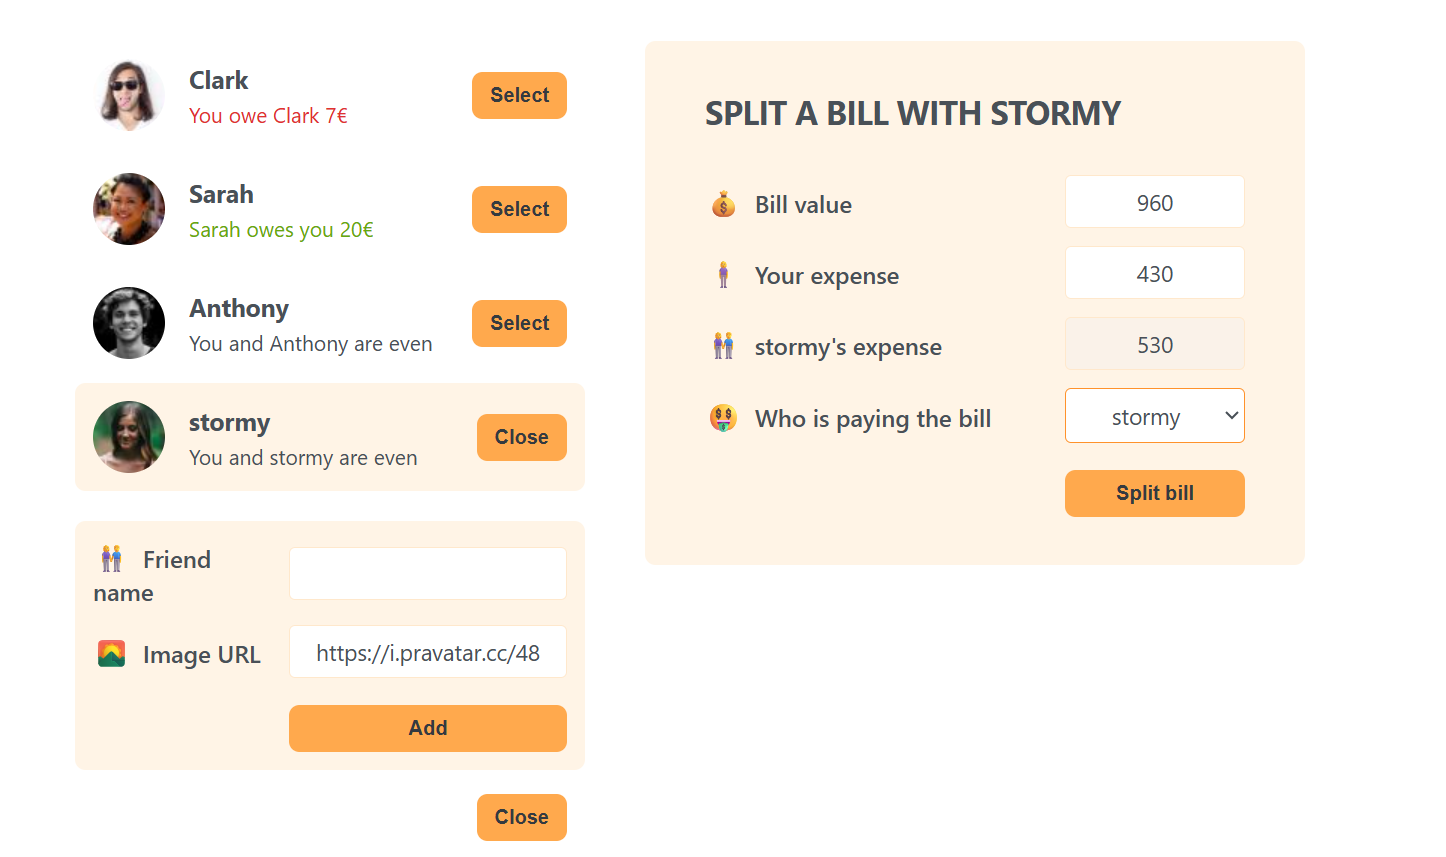 Clark
You owe Clark 7€
Select
Sarah
Sarah owes you 20€
Select
Anthony
You and Anthony are even
Select
stormy
You and stormy are even
Close
Friend
name
Image URL
https://i.pravatar.cc/48
Add
Close
SPLIT A BILL WITH STORMY
Bill value
960
Your expense
430
stormy's expense
530
Who is paying the bill
stormy
Split bill